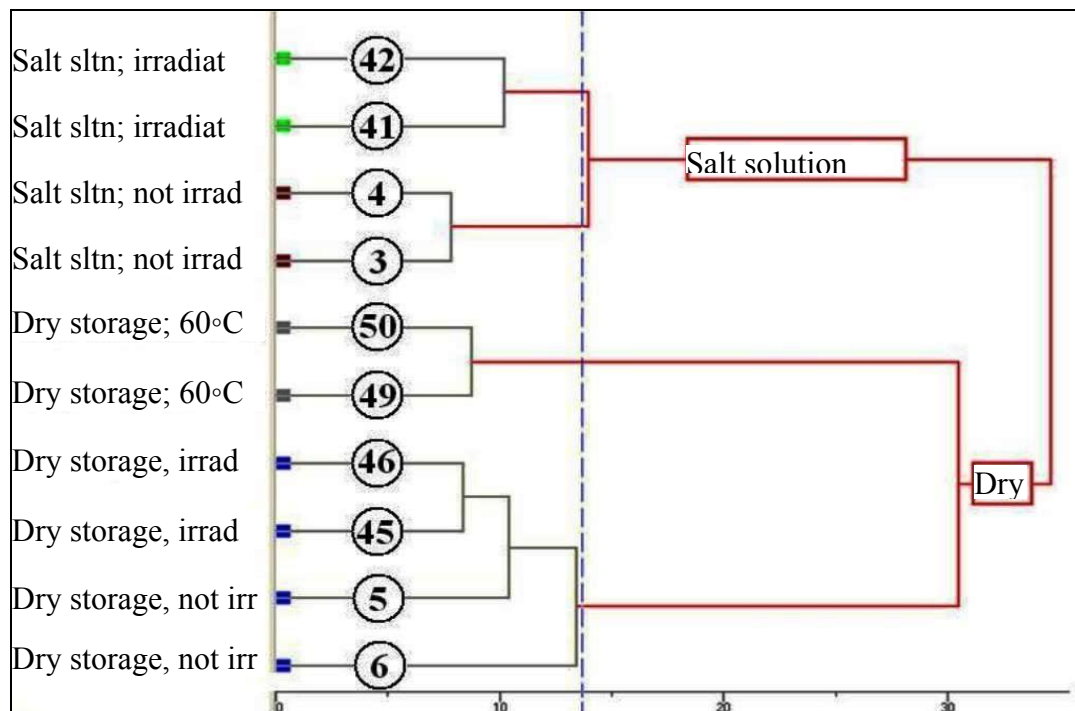 Salt sltn; irradiat 42
Salt sltn; irradiat 41
Salt solution
Salt sltn; not irrad 4
Salt sltn; not irrad 3
Dry storage; 60◦C 50
Dry storage; 60◦C 49
Dry storage, irrad 46
Dry
Dry storage, irrad 45
Dry storage, not irr 5
Dry storage, not irr 6
0 10 20 30